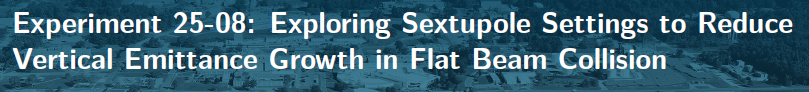 Experiment 25-08: Exploring Sextupole Settings to Reduce
Vertical Emittance Growth in Flat Beam Collision